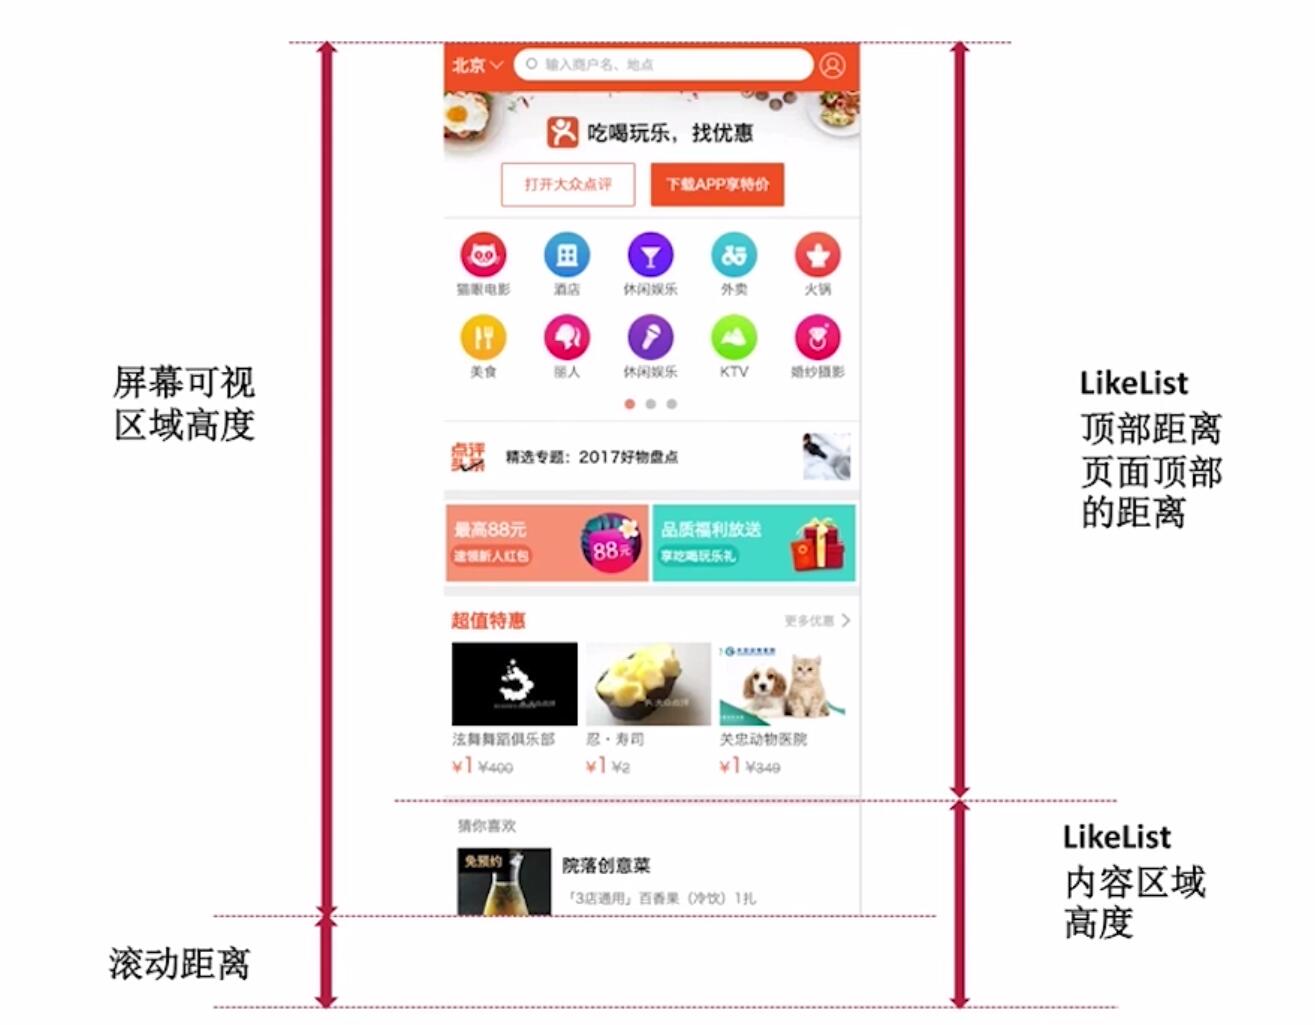 北京
输入商户名、地点
吃喝玩乐，找优惠
打开大众点评
下载APP享特价
猫眼电影 酒店 休闲娱乐 外卖 火锅
美食 丽人 休闲娱乐 KTV 婚纱摄影
屏幕可视
区域高度
LikeList
顶部距离
页面顶部
的距离
点评
头条
精选专题：2017好物盘点
最高88元
速领新人红包
88元
品质福利放送
享吃喝玩乐礼
超值特惠
更多优惠
泫舞舞蹈俱乐部 忍·寿司 关忠动物医院
¥1 ¥400 ¥1 ¥2 ¥1 ¥349
猜你喜欢
免预约
院落创意菜
「3店通用」百香果（冷饮）1扎
LikeList
内容区域
高度
滚动距离